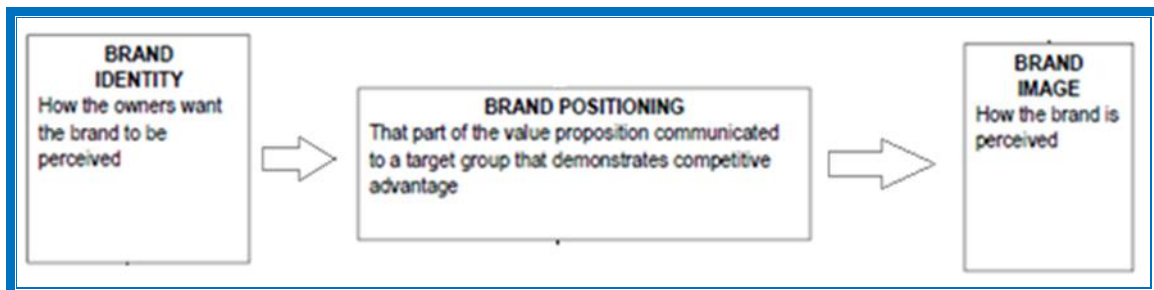 BRAND
IDENTITY
How the owners want
the brand to be
perceived
BRAND POSITIONING
That part of the value proposition communicated
to a target group that demonstrates competitive
advantage
BRAND
IMAGE
How the brand is
perceived